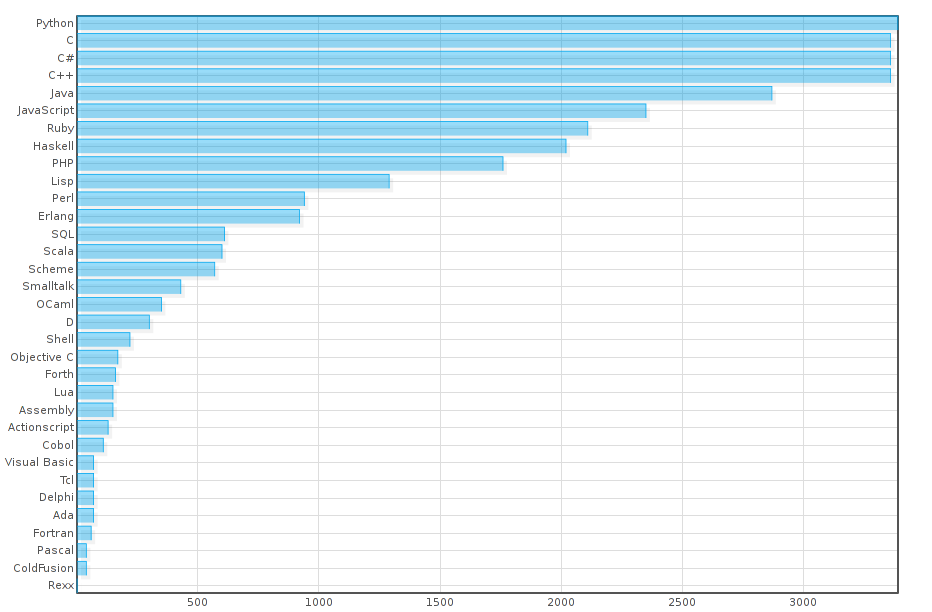 Python
C
C#
C++
Java
JavaScript
Ruby
Haskell
PHP
Lisp
Perl
Erlang
SQL
Scala
Scheme
Smalltalk
OCaml
D
Shell
Objective C
Forth
Lua
Assembly
Actionscript
Cobol
Visual Basic
Tcl
Delphi
Ada
Fortran
Pascal
ColdFusion
Rexx
500 1000 1500 2000 2500 3000